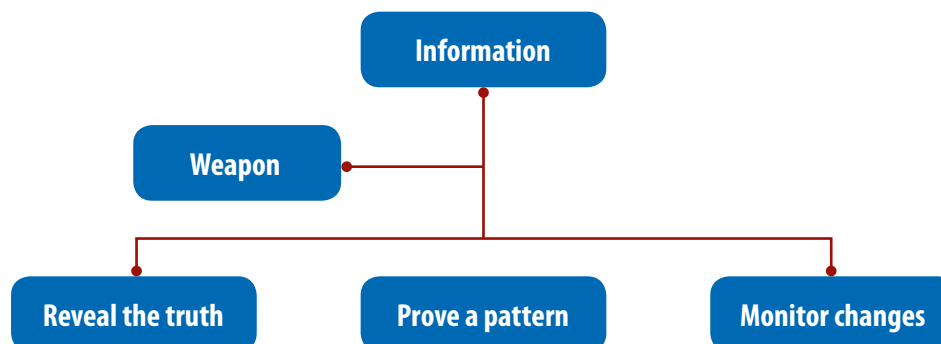 Information
Weapon
Reveal the truth
Prove a pattern
Monitor changes